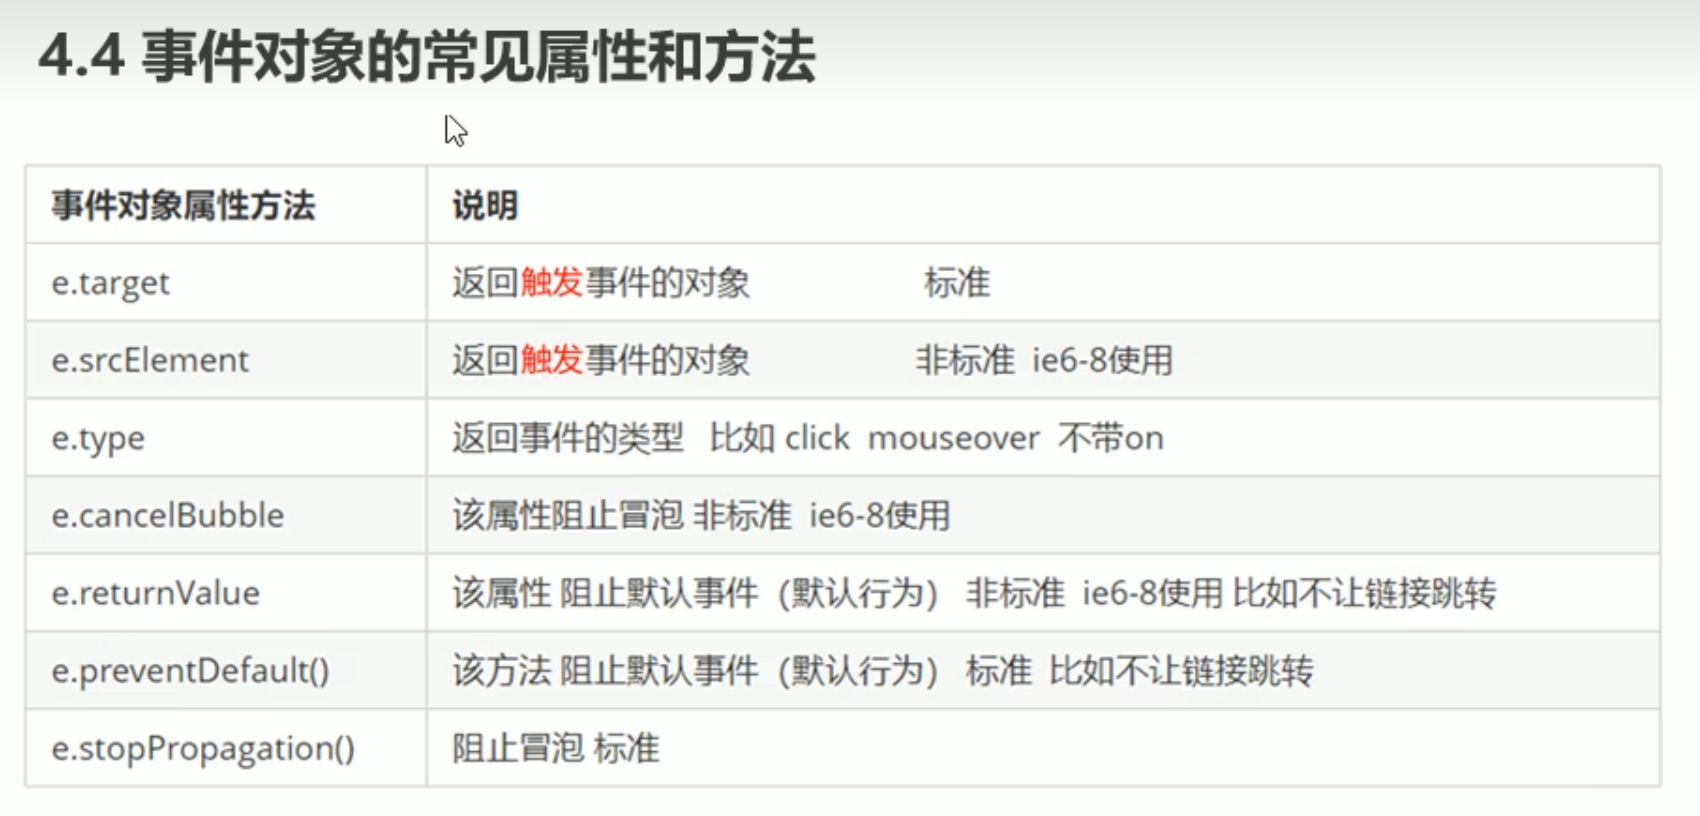 4.4 事件对象的常见属性和方法
事件对象属性方法 说明
e.target 返回触发事件的对象 标准
e.srcElement 返回触发事件的对象 非标准 ie6-8使用
e.type 返回事件的类型 比如 click mouseover 不带on
e.cancelBubble 该属性阻止冒泡 非标准 ie6-8使用
e.returnValue 该属性 阻止默认事件（默认行为） 非标准 ie6-8使用 比如不让链接跳转
e.preventDefault() 该方法 阻止默认事件（默认行为） 标准 比如不让链接跳转
e.stopPropagation() 阻止冒泡 标准